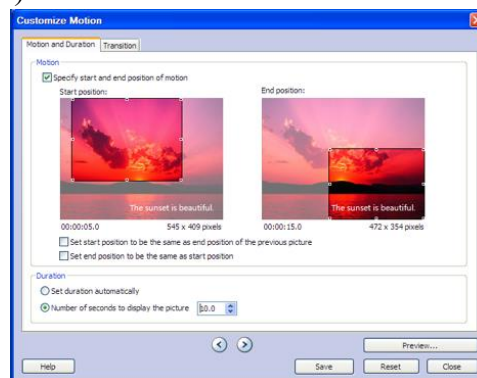 Customize Motion
Motion and Duration Transition
Motion
Specify start and end position of motion
Start position: End position:
The sunset is beautiful. The sunset is beautiful.
00:00:05.0 545 x 409 pixels 00:00:15.0 472 x 354 pixels
Set start position to be the same as end position of the previous picture
Set end position to be the same as start position
Duration
Set duration automatically
Number of seconds to display the picture 10.0
Preview...
Help Save Reset Close